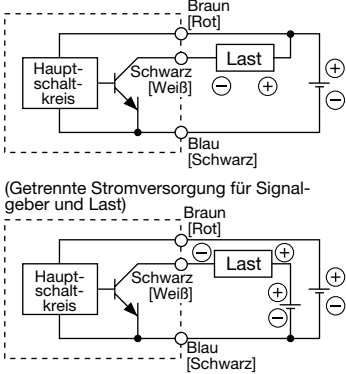 Braun
[Rot]
Haupt-
schalt-
kreis
Schwarz
[Weiß]
Last
⊖ ⊕
⊕
⊖
Blau
[Schwarz]
(Getrennte Stromversorgung für Signal-
geber und Last)
Braun
[Rot]
Haupt-
schalt-
kreis
Schwarz
[Weiß]
⊖ Last ⊕
⊕
⊖
⊕
⊖
Blau
[Schwarz]